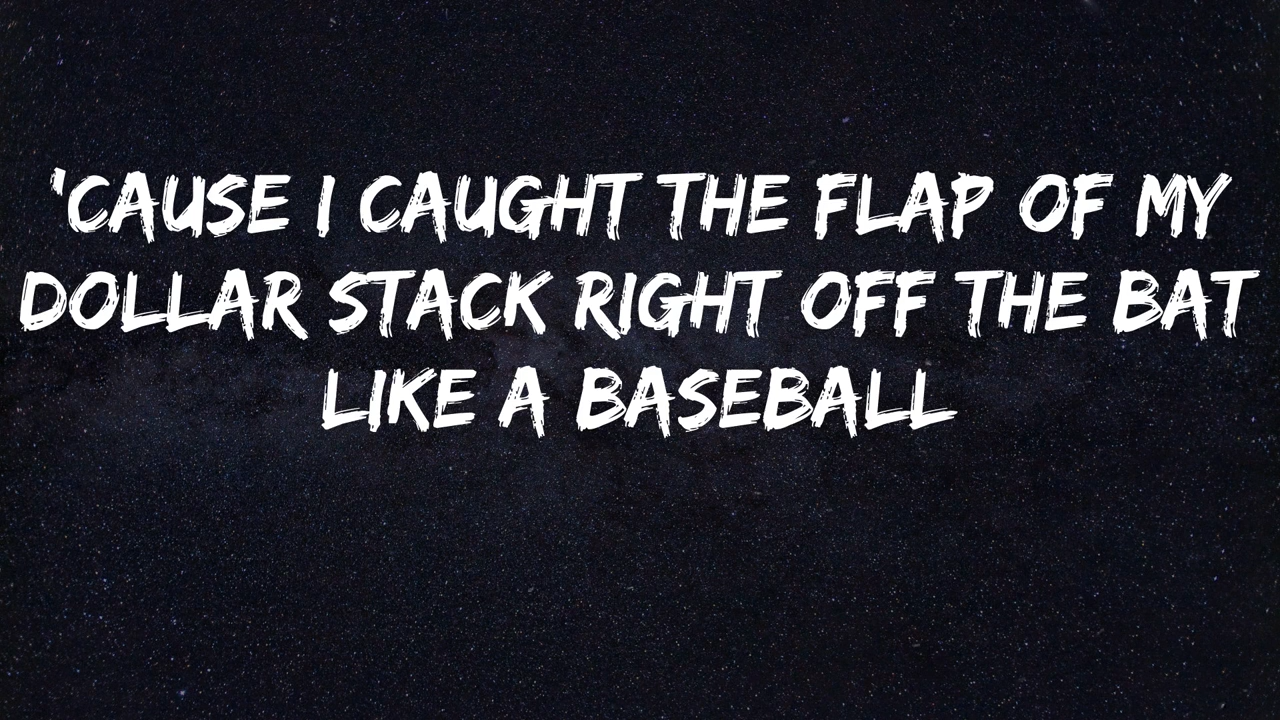 'CAUSE I CAUGHT THE FLAP OF MY
DOLLAR STACK RIGHT OFF THE BAT
LIKE A BASEBALL